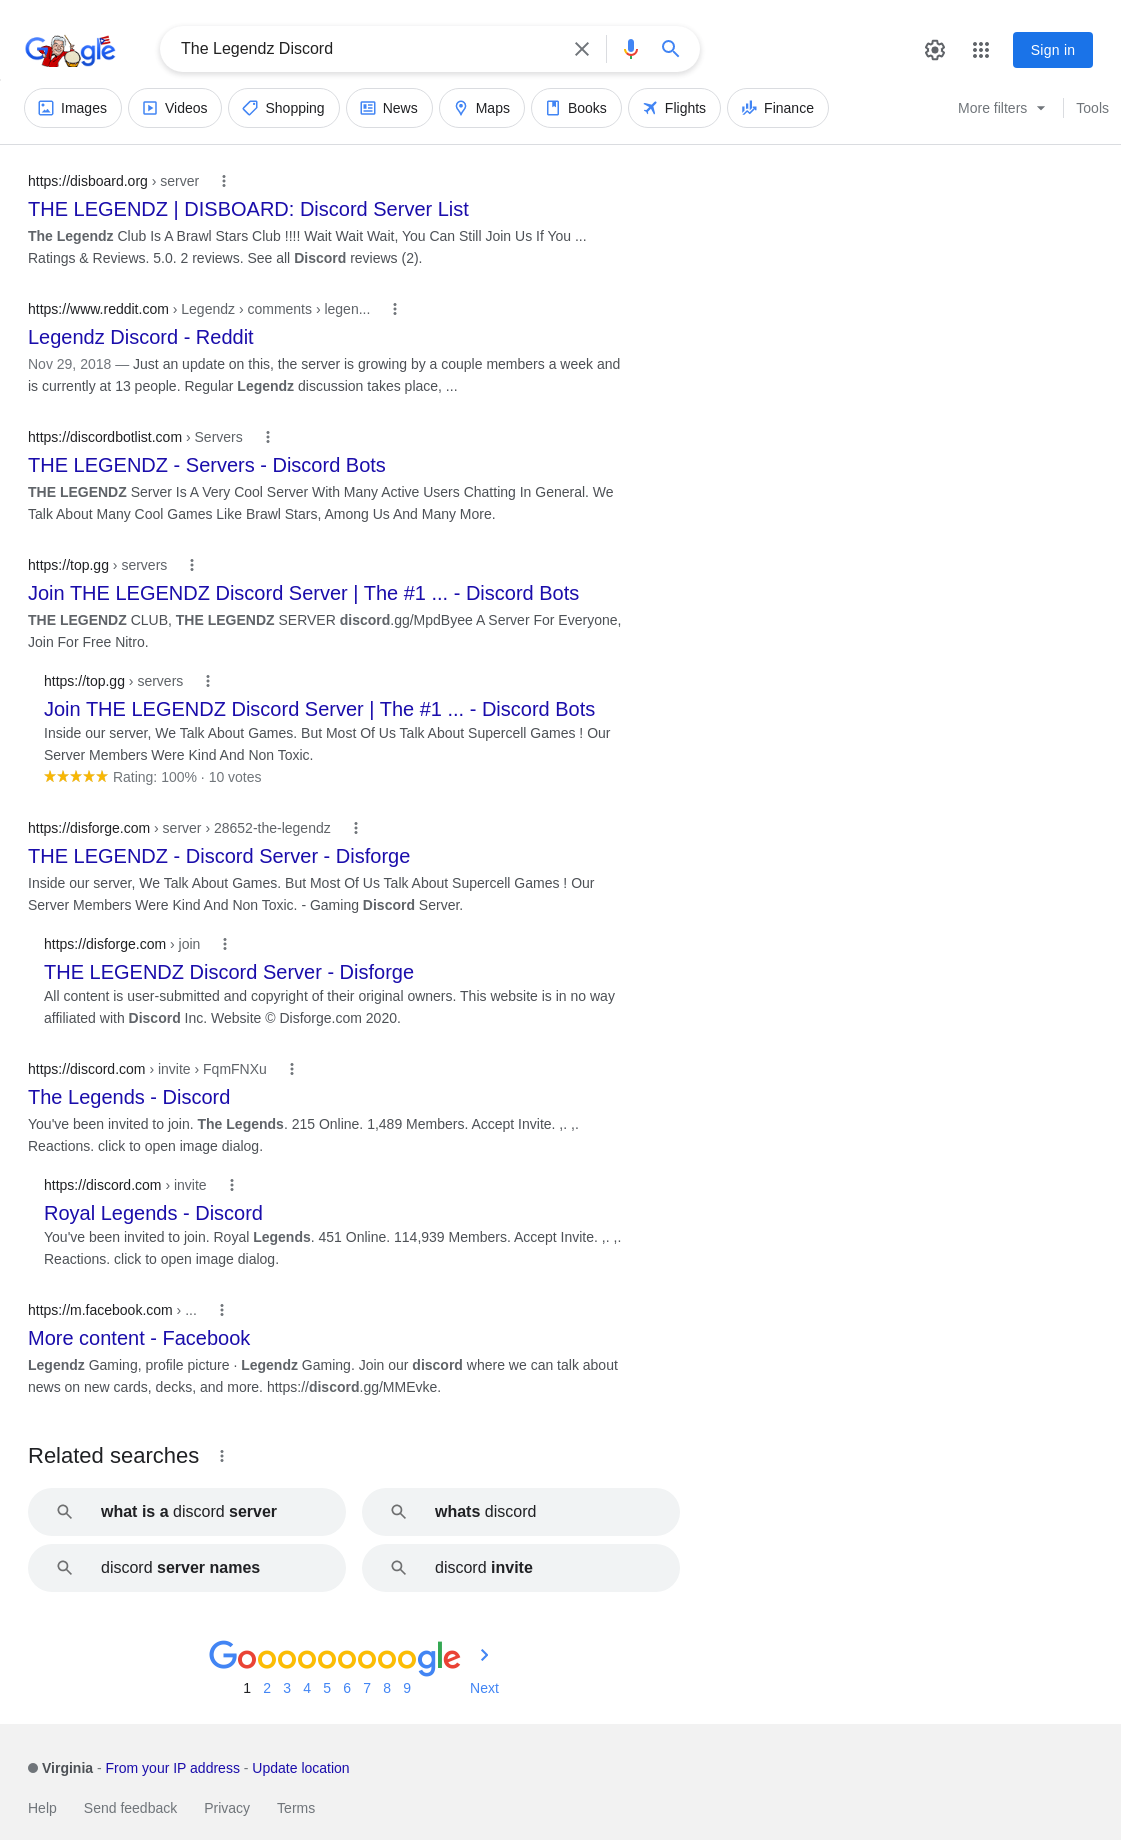 Google
The Legendz Discord
Sign in
Images
Videos
Shopping
News
Maps
Books
Flights
Finance
More filters
Tools
https://disboard.org › server
THE LEGENDZ | DISBOARD: Discord Server List
The Legendz Club Is A Brawl Stars Club !!!! Wait Wait Wait, You Can Still Join Us If You ...
Ratings & Reviews. 5.0. 2 reviews. See all Discord reviews (2).
https://www.reddit.com › Legendz › comments › legen...
Legendz Discord - Reddit
Nov 29, 2018 — Just an update on this, the server is growing by a couple members a week and
is currently at 13 people. Regular Legendz discussion takes place, ...
https://discordbotlist.com › Servers
THE LEGENDZ - Servers - Discord Bots
THE LEGENDZ Server Is A Very Cool Server With Many Active Users Chatting In General. We
Talk About Many Cool Games Like Brawl Stars, Among Us And Many More.
https://top.gg › servers
Join THE LEGENDZ Discord Server | The #1 ... - Discord Bots
THE LEGENDZ CLUB, THE LEGENDZ SERVER discord.gg/MpdByee A Server For Everyone,
Join For Free Nitro.
https://top.gg › servers
Join THE LEGENDZ Discord Server | The #1 ... - Discord Bots
Inside our server, We Talk About Games. But Most Of Us Talk About Supercell Games ! Our
Server Members Were Kind And Non Toxic.
Rating: 100% · 10 votes
https://disforge.com › server › 28652-the-legendz
THE LEGENDZ - Discord Server - Disforge
Inside our server, We Talk About Games. But Most Of Us Talk About Supercell Games ! Our
Server Members Were Kind And Non Toxic. - Gaming Discord Server.
https://disforge.com › join
THE LEGENDZ Discord Server - Disforge
All content is user-submitted and copyright of their original owners. This website is in no way
affiliated with Discord Inc. Website © Disforge.com 2020.
https://discord.com › invite › FqmFNXu
The Legends - Discord
You've been invited to join. The Legends. 215 Online. 1,489 Members. Accept Invite. ,. ,.
Reactions. click to open image dialog.
https://discord.com › invite
Royal Legends - Discord
You've been invited to join. Royal Legends. 451 Online. 114,939 Members. Accept Invite. ,. ,.
Reactions. click to open image dialog.
https://m.facebook.com › ...
More content - Facebook
Legendz Gaming, profile picture · Legendz Gaming. Join our discord where we can talk about
news on new cards, decks, and more. https://discord.gg/MMEvke.
Related searches
what is a discord server
whats discord
discord server names
discord invite
Gooooooooogle
1 2 3 4 5 6 7 8 9 Next
Virginia - From your IP address - Update location
Help Send feedback Privacy Terms